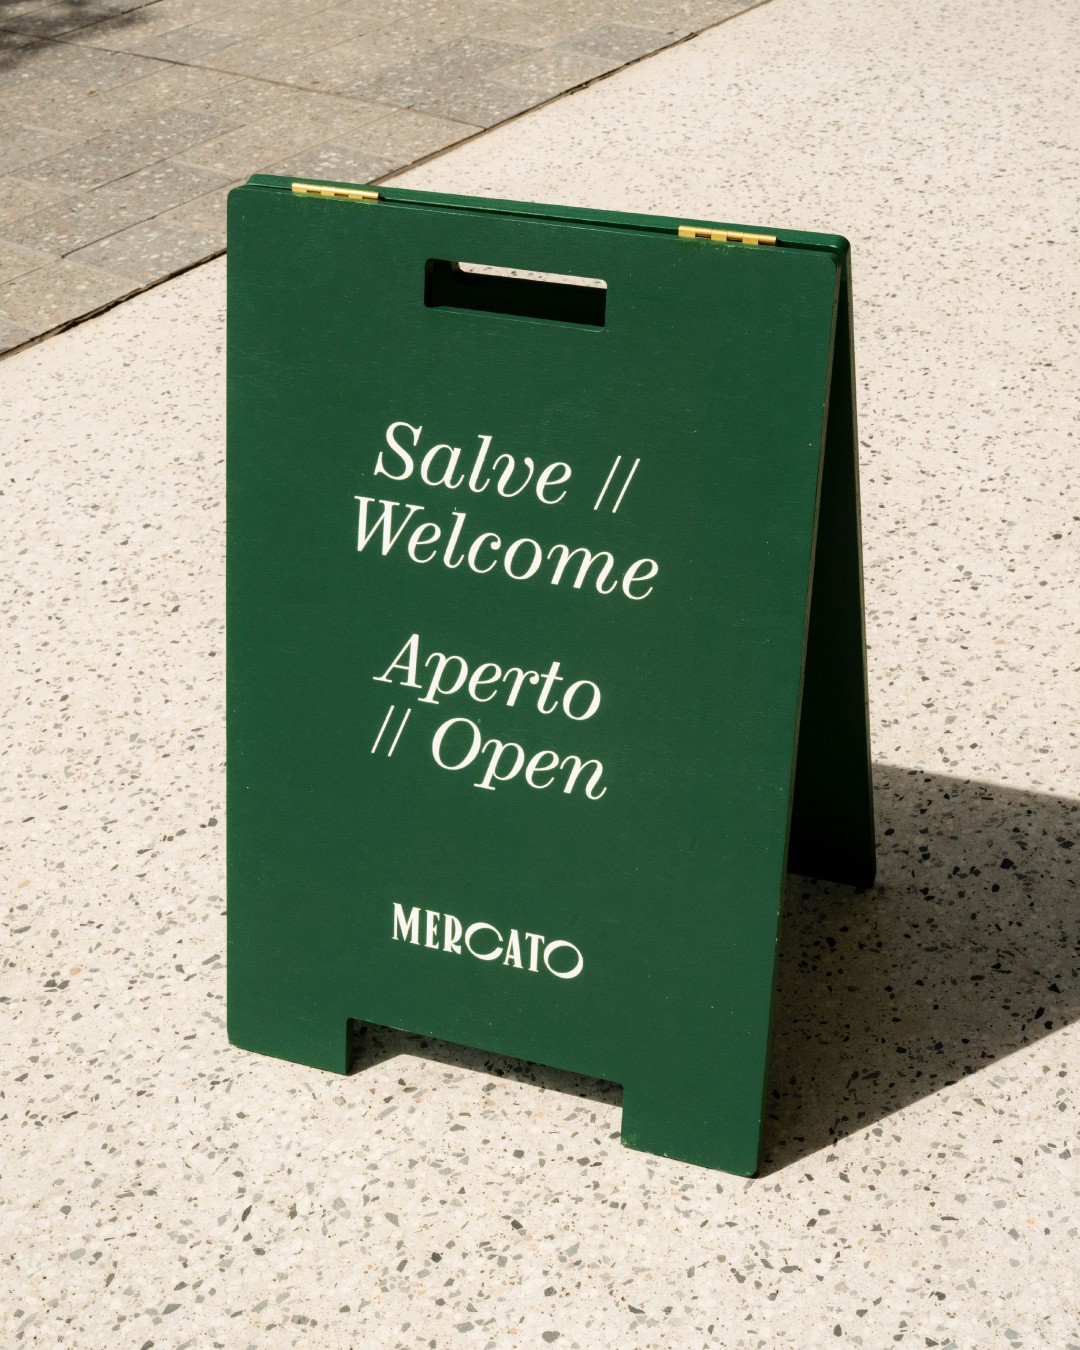 Salve //
Welcome
Aperto
// Open
MERCATO